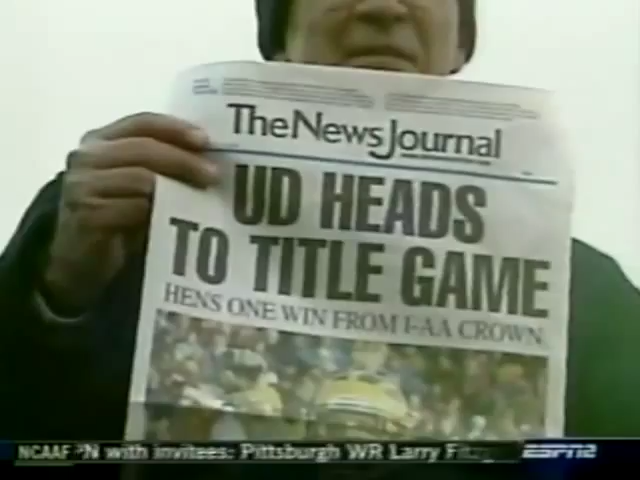 The News Journal
UD HEADS
TO TITLE GAME
HENS ONE WIN FROM I-AA CROWN
NCAAF N with invitees: Pittsburgh WR Larry Fitz
ESPN2